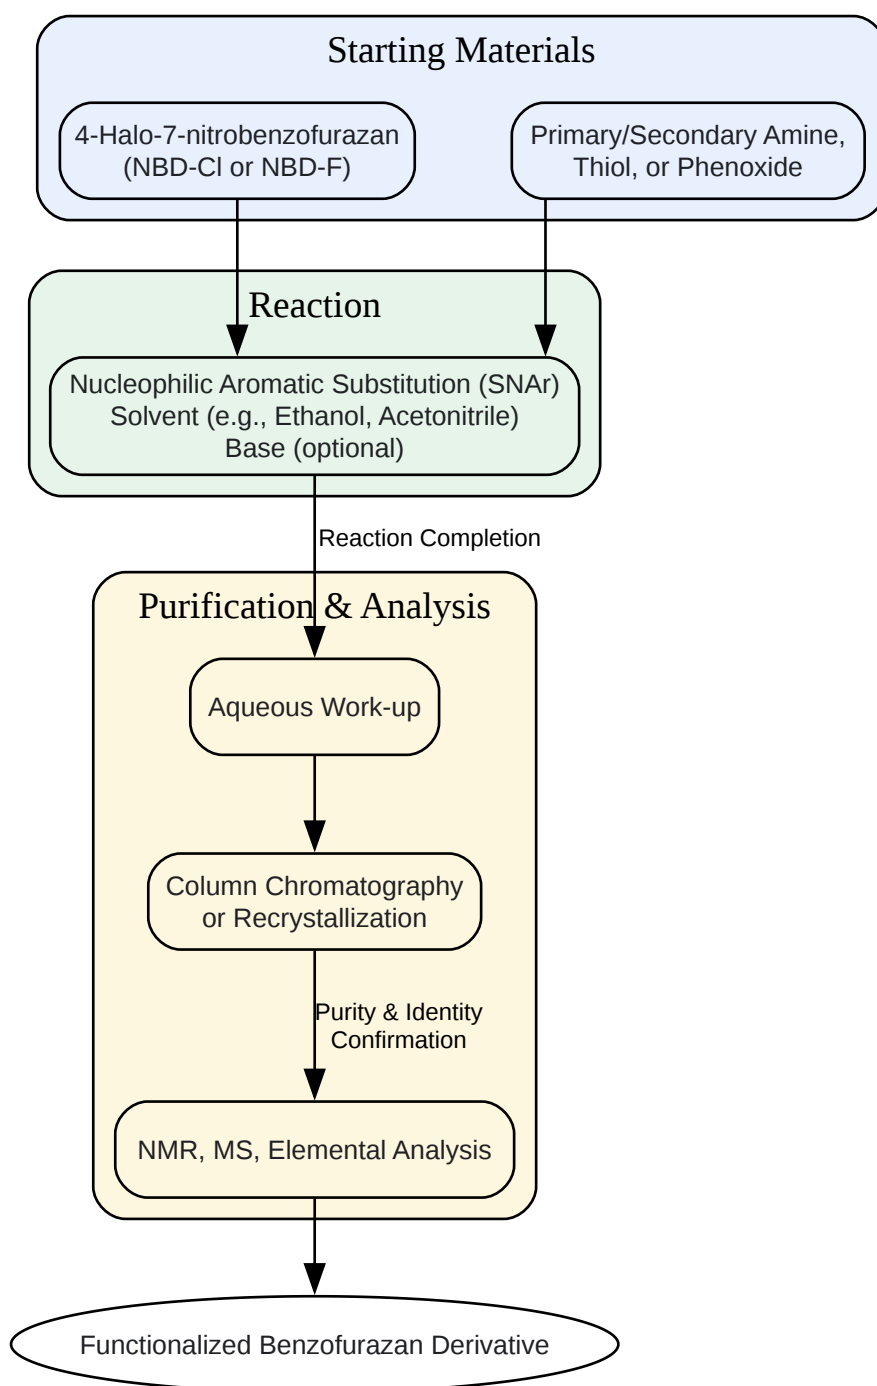 Starting Materials
4-Halo-7-nitrobenzofurazan
(NBD-Cl or NBD-F)
Primary/Secondary Amine,
Thiol, or Phenoxide
Reaction
Nucleophilic Aromatic Substitution (SNAr)
Solvent (e.g., Ethanol, Acetonitrile)
Base (optional)
Reaction Completion
Purification & Analysis
Aqueous Work-up
Column Chromatography
or Recrystallization
Purity & Identity
Confirmation
NMR, MS, Elemental Analysis
Functionalized Benzofurazan Derivative